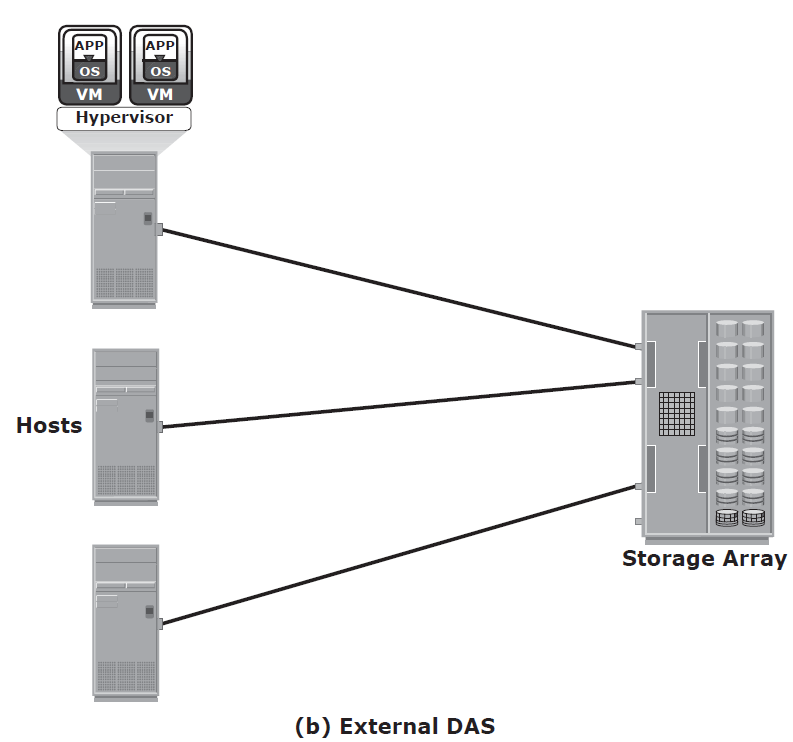 APP APP
OS OS
VM VM
Hypervisor
Hosts
Storage Array
(b) External DAS